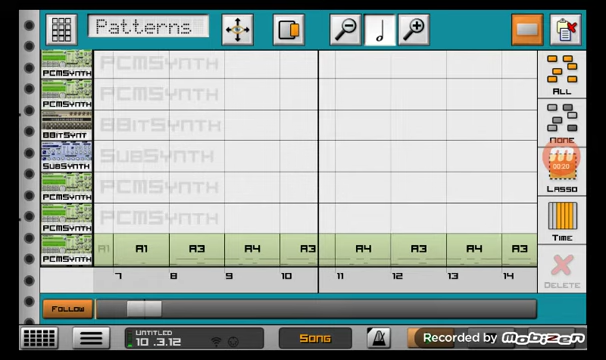 Patterns
PCMSynth PCMSynth
PCMSynth PCMSynth
8BitSynt 8BitSynth
SubSynth SubSynth
PCMSynth PCMSynth
PCMSynth PCMSynth
PCMSynth A1 A1 A3 A4 A3 A4 A3 A4 A3
7 8 9 10 11 12 13 14
All
None
00:20
Lasso
Time
Delete
Follow
UNTITLED
10 .3.12
Song
Recorded by Mobizen